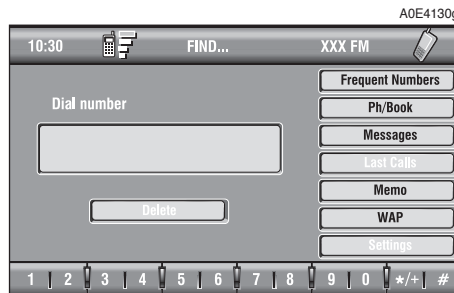 A0E4130g
10:30 FIND... XXX FM
Frequent Numbers
Dial number
Ph/Book
Messages
Last Calls
Memo
Delete
WAP
Settings
1 2 3 4 5 6 7 8 9 0 */+ #